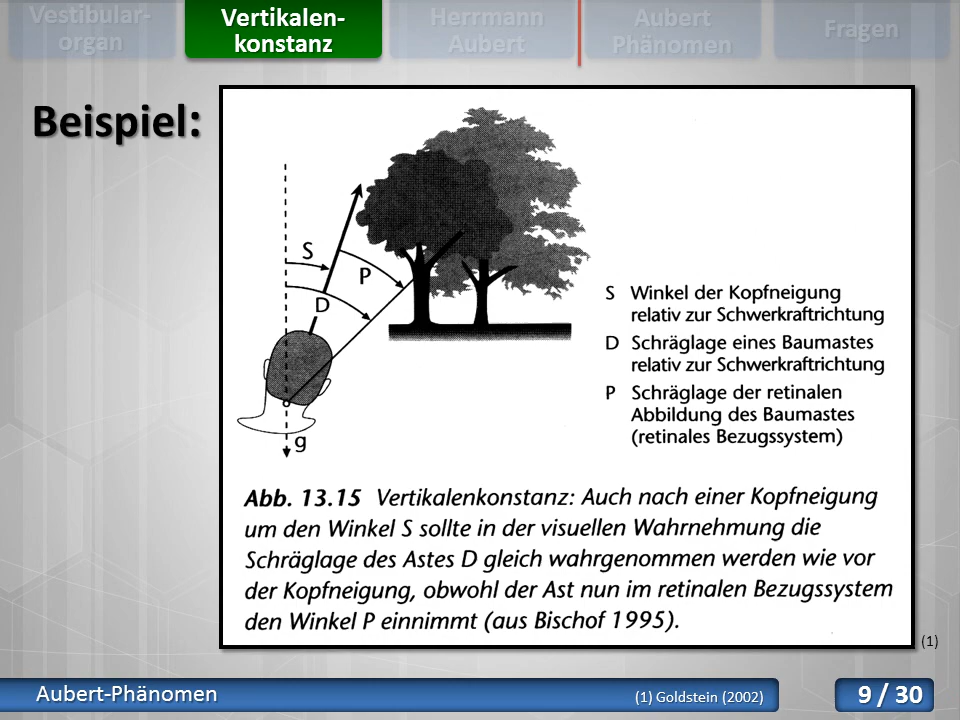 Vestibular-
organ
Vertikalen-
konstanz
Herrmann
Aubert
Aubert
Phänomen
Fragen
Beispiel:
S
P
D
g
S Winkel der Kopfneigung
relativ zur Schwerkraftrichtung
D Schräglage eines Baumastes
relativ zur Schwerkraftrichtung
P Schräglage der retinalen
Abbildung des Baumastes
(retinales Bezugssystem)
Abb. 13.15 Vertikalenkonstanz: Auch nach einer Kopfneigung
um den Winkel S sollte in der visuellen Wahrnehmung die
Schräglage des Astes D gleich wahrgenommen werden wie vor
der Kopfneigung, obwohl der Ast nun im retinalen Bezugssystem
den Winkel P einnimmt (aus Bischof 1995).
(1)
Aubert-Phänomen
(1) Goldstein (2002)
9 / 30